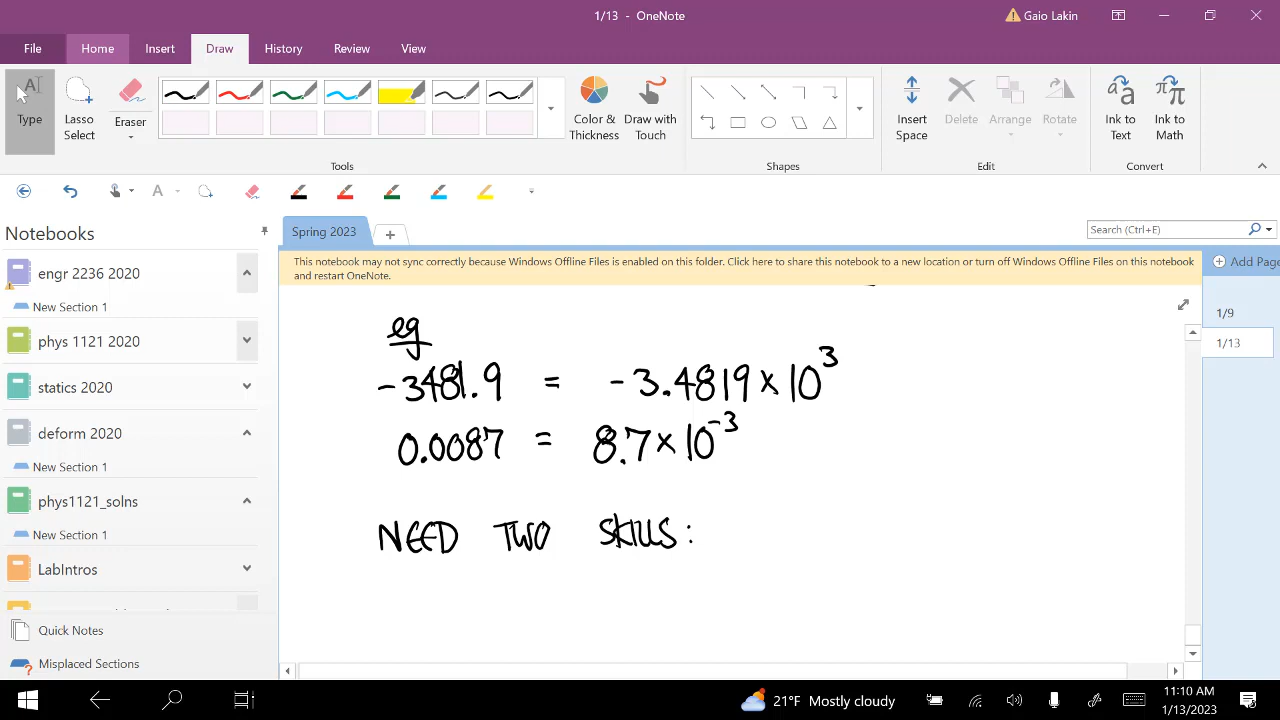 1/13 - OneNote
Gaio Lakin
File Home Insert Draw History Review View
Type
Lasso Select
Eraser
Color & Thickness
Draw with Touch
Insert Space
Delete
Arrange
Rotate
Ink to Text
Ink to Math
Tools
Shapes
Edit
Convert
Notebooks
Spring 2023
Search (Ctrl+E)
This notebook may not sync correctly because Windows Offline Files is enabled on this folder. Click here to share this notebook to a new location or turn off Windows Offline Files on this notebook
and restart OneNote.
Add Page
1/9
1/13
engr 2236 2020
New Section 1
phys 1121 2020
statics 2020
deform 2020
New Section 1
phys1121_solns
New Section 1
LabIntros
Quick Notes
Misplaced Sections
eg
-3481.9 = -3.4819 × 10³
0.0087 = 8.7 × 10⁻³
NEED TWO SKILLS:
21°F Mostly cloudy
11:10 AM
1/13/2023